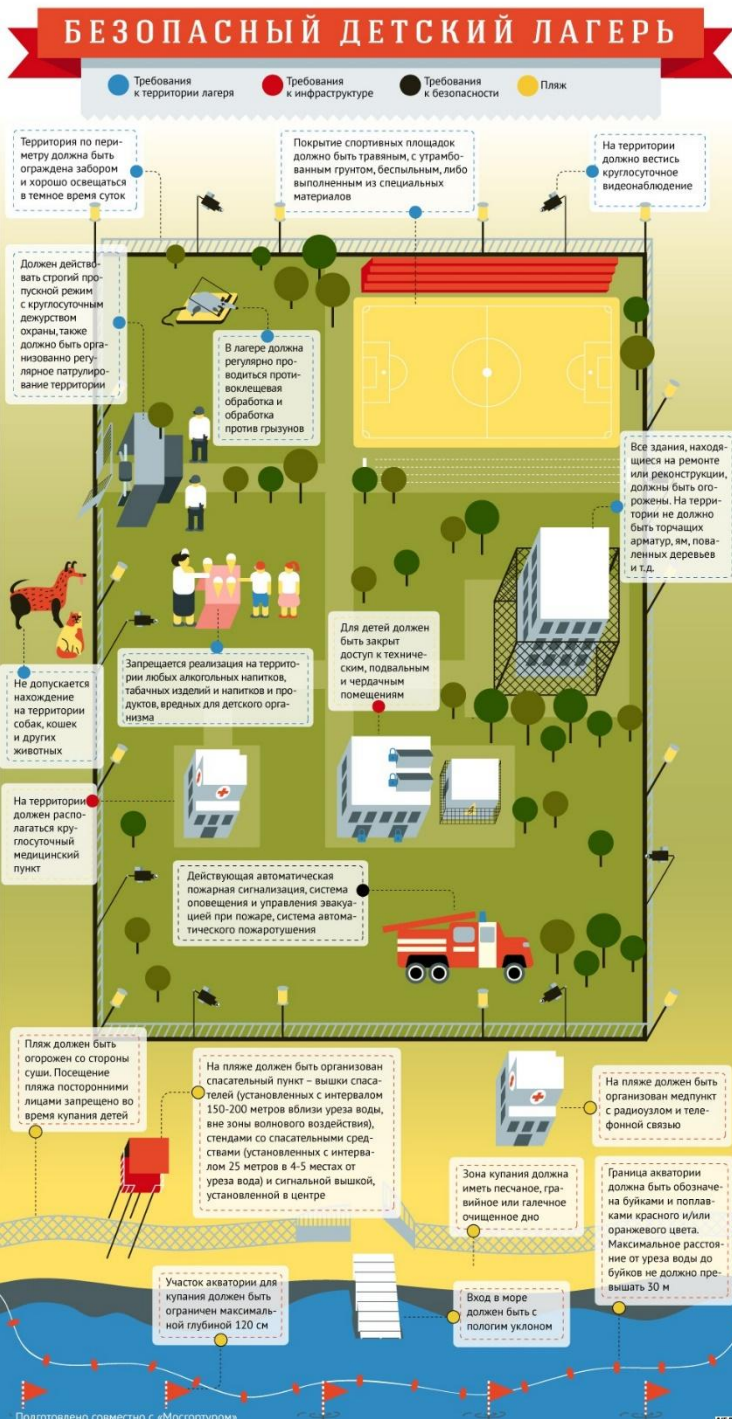 БЕЗОПАСНЫЙ ДЕТСКИЙ ЛАГЕРЬ
Требования
к территории лагеря
Требования
к инфраструктуре
Требования
к безопасности
Пляж
Территория по пери-
метру должна быть
ограждена забором
и хорошо освещаться
в темное время суток
Покрытие спортивных площадок
должно быть травяным, с утрамбо-
ванным грунтом, беспыльным, либо
выполненным из специальных
материалов
На территории
должно вестись
круглосуточное
видеонаблюдение
Должен действо-
вать строгий про-
пускной режим
с круглосуточным
дежурством
охраны, также
должно быть орга-
низованно регу-
лярное патрулиро-
вание территории
В лагере должна
регулярно про-
водиться проти-
воклещевая
обработка и
обработка
против грызунов
Все здания, находя-
щиеся на ремонте
или реконструкции,
должны быть ого-
рожены. На терри-
тории не должно
быть торчащих
арматур, ям, пова-
ленных деревьев
и т.д.
Не допускается
нахождение
на территории
собак, кошек
и других
животных
Запрещается реализация на террито-
рии любых алкогольных напитков,
табачных изделий и напитков и про-
дуктов, вредных для детского орга-
низма
Для детей должен
быть закрыт
доступ к техниче-
ским, подвальным
и чердачным
помещениям
На территории
должен распо-
лагаться кру-
глосуточный
медицинский
пункт
Действующая автоматическая
пожарная сигнализация, система
оповещения и управления эвакуа-
цией при пожаре, система автома-
тического пожаротушения
Пляж должен быть
огорожен со стороны
суши. Посещение
пляжа посторонними
лицами запрещено во
время купания детей
На пляже должен быть организован
спасательный пункт – вышки спаса-
телей (установленных с интервалом
150-200 метров вблизи уреза воды,
вне зоны волнового воздействия),
стендами со спасательными сред-
ствами (установленных с интерва-
лом 25 метров в 4-5 местах от
уреза вода) и сигнальной вышкой,
установленной в центре
На пляже должен быть
организован медпункт
с радиоузлом и теле-
фонной связью
Зона купания должна
иметь песчаное, гра-
вийное или галечное
очищенное дно
Граница акватории
должна быть обозначе-
на буйками и поплав-
ками красного и/или
оранжевого цвета.
Максимальное расстоя-
ние от уреза воды до
буйков не должно пре-
вышать 30 м
Участок акватории для
купания должен быть
ограничен максималь-
ной глубиной 120 см
Вход в море
должен быть с
пологим уклоном
Подготовлено совместно с «Мосгортуром»